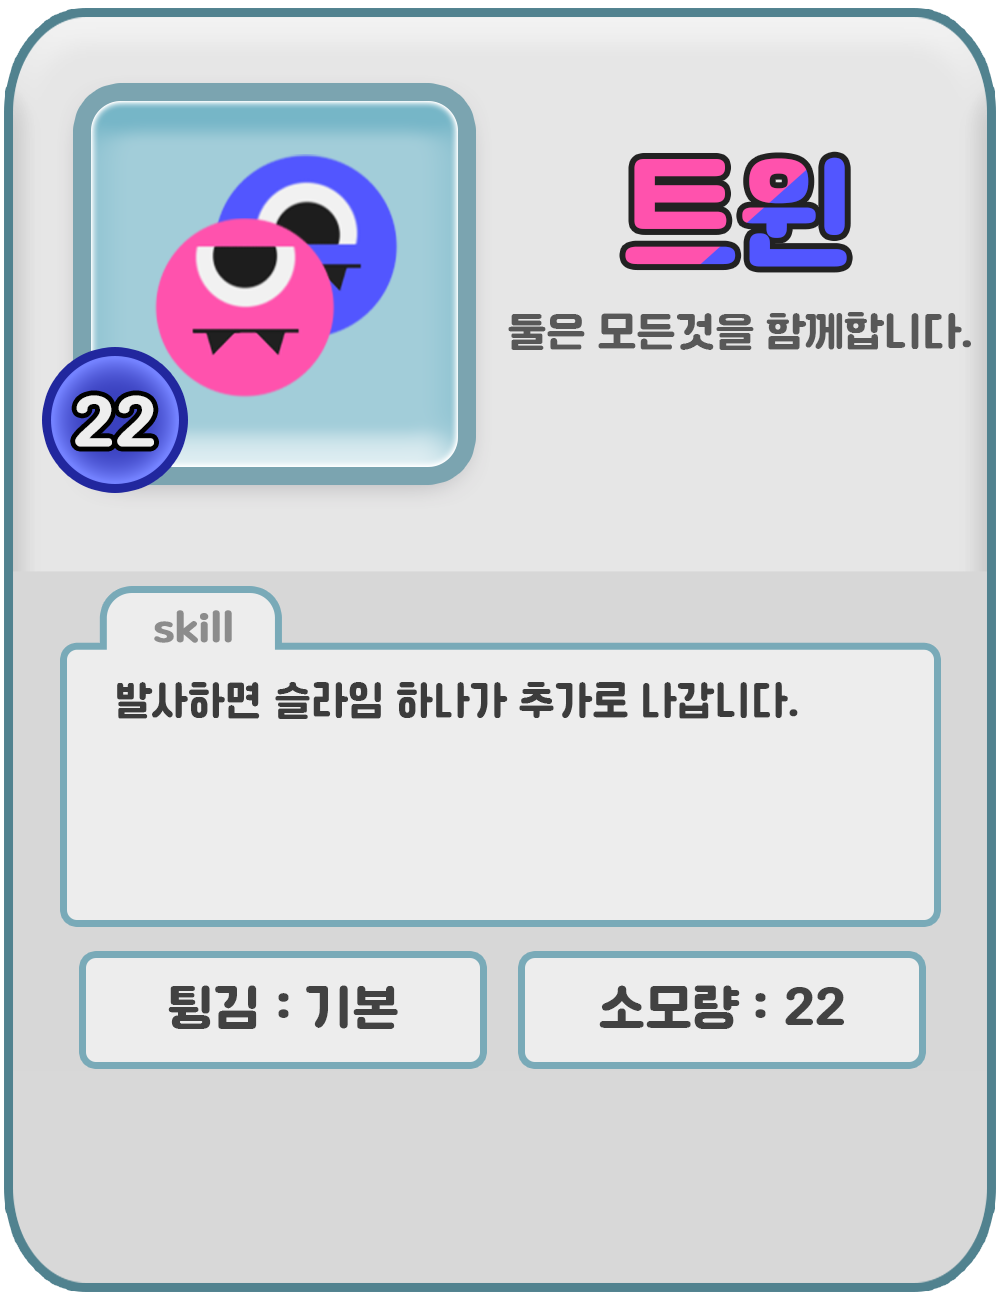 트윈
둘은 모든것을 함께합니다.
22
skill
발사하면 슬라임 하나가 추가로 나갑니다.
튕김 : 기본
소모량 : 22